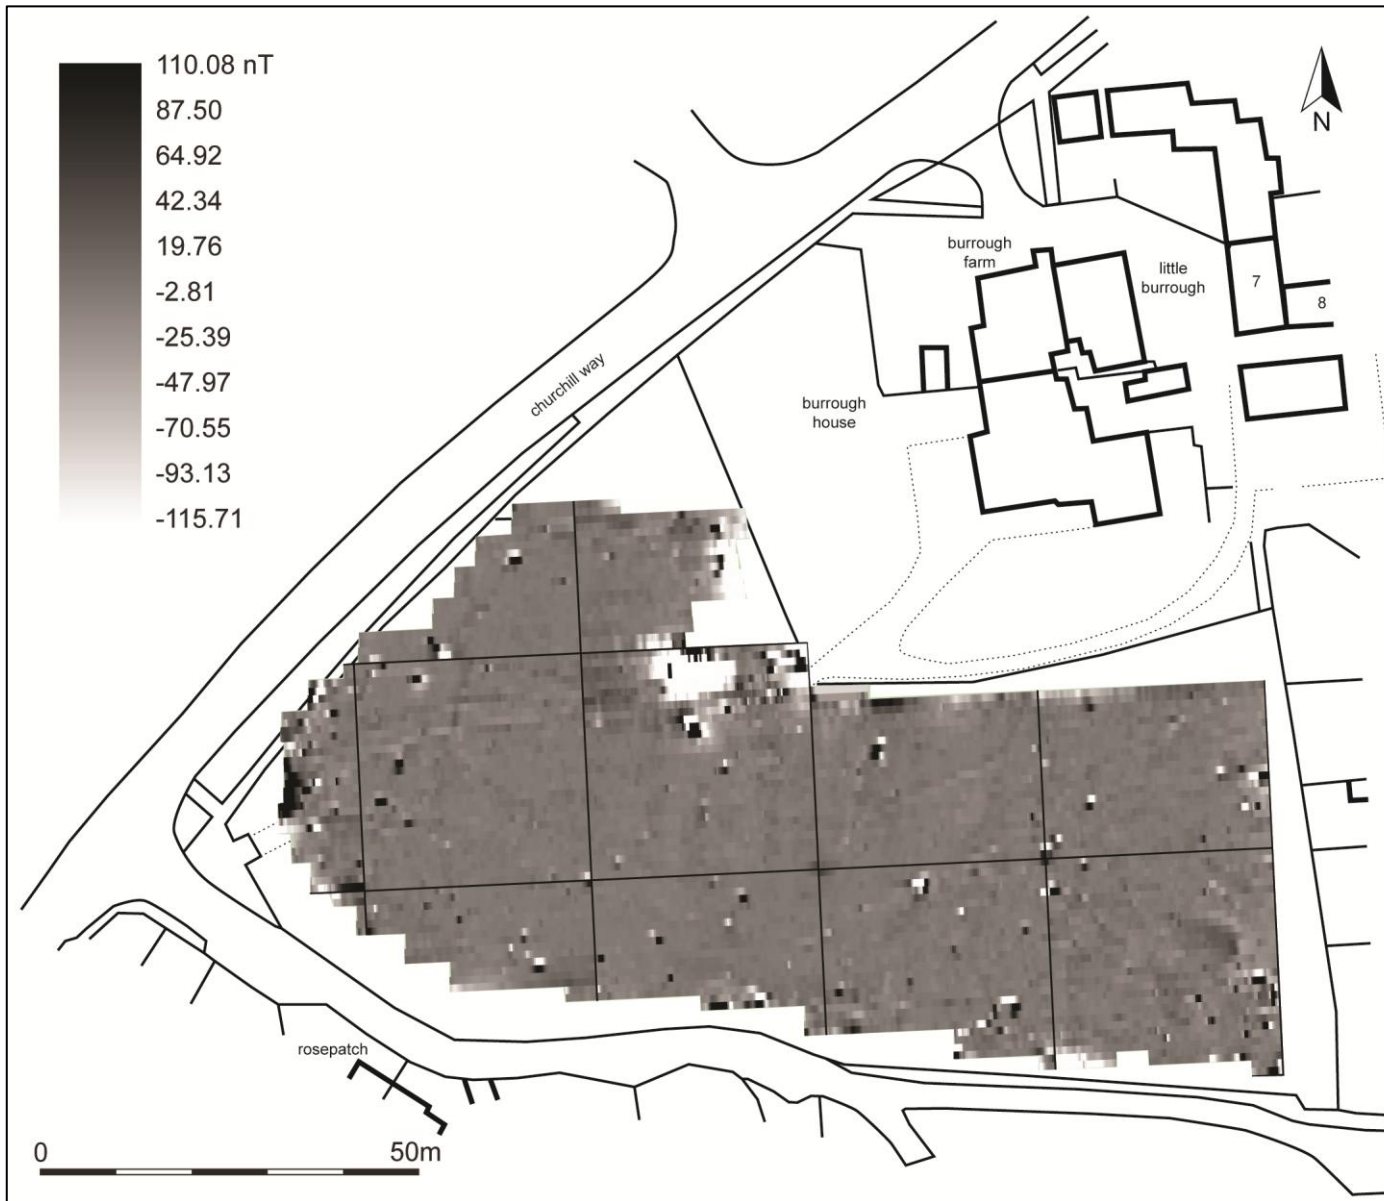 110.08 nT
87.50
64.92
42.34
19.76
-2.81
-25.39
-47.97
-70.55
-93.13
-115.71
N
burrough
farm
little
burrough
7
8
churchill way
burrough
house
rosepatch
0 50m